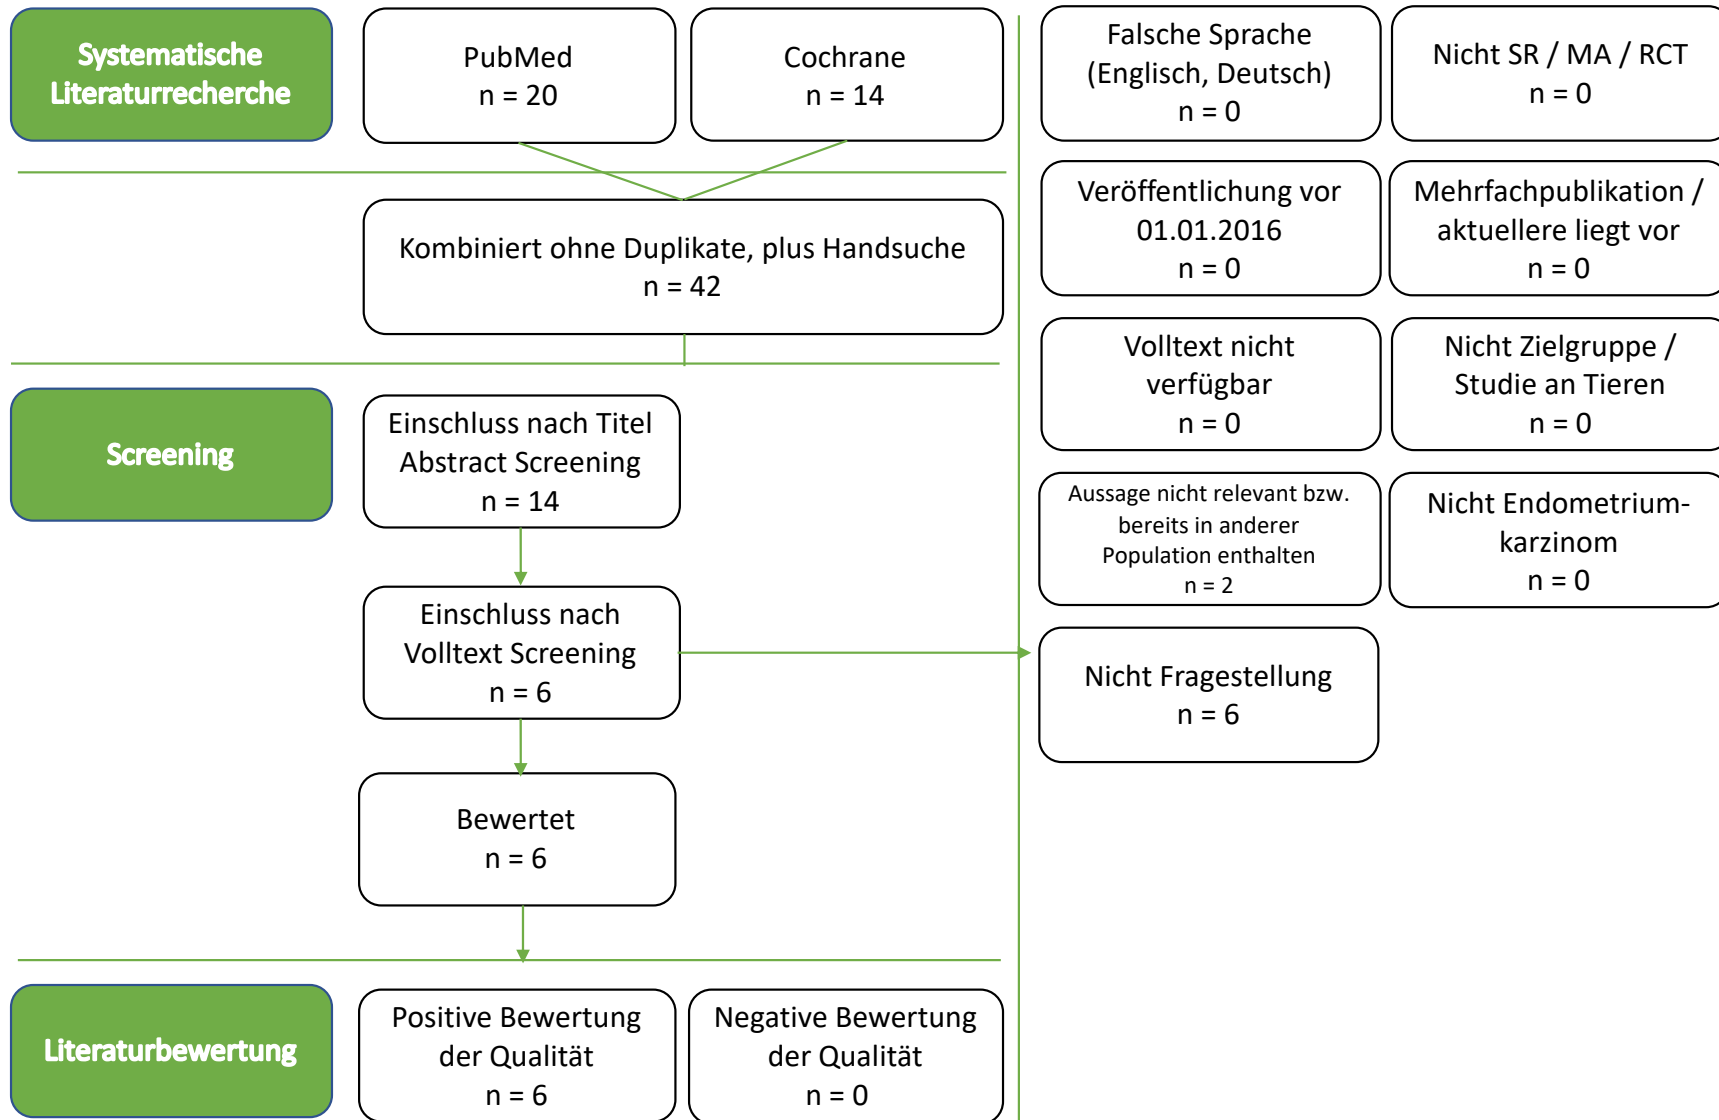 Systematische
Literaturrecherche
PubMed
n = 20
Cochrane
n = 14
Kombiniert ohne Duplikate, plus Handsuche
n = 42
Screening
Einschluss nach Titel
Abstract Screening
n = 14
Einschluss nach
Volltext Screening
n = 6
Bewertet
n = 6
Literaturbewertung
Positive Bewertung
der Qualität
n = 6
Negative Bewertung
der Qualität
n = 0
Falsche Sprache
(Englisch, Deutsch)
n = 0
Nicht SR / MA / RCT
n = 0
Veröffentlichung vor
01.01.2016
n = 0
Mehrfachpublikation /
aktuellere liegt vor
n = 0
Volltext nicht
verfügbar
n = 0
Nicht Zielgruppe /
Studie an Tieren
n = 0
Aussage nicht relevant bzw.
bereits in anderer
Population enthalten
n = 2
Nicht Endometrium-
karzinom
n = 0
Nicht Fragestellung
n = 6